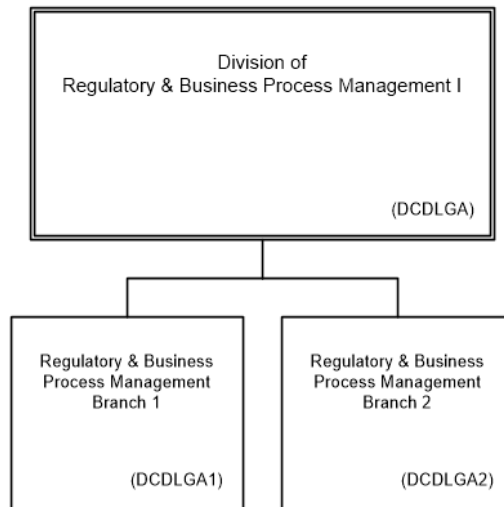 Division of
Regulatory & Business Process Management I
(DCDLGA)
Regulatory & Business
Process Management
Branch 1
(DCDLGA1)
Regulatory & Business
Process Management
Branch 2
(DCDLGA2)